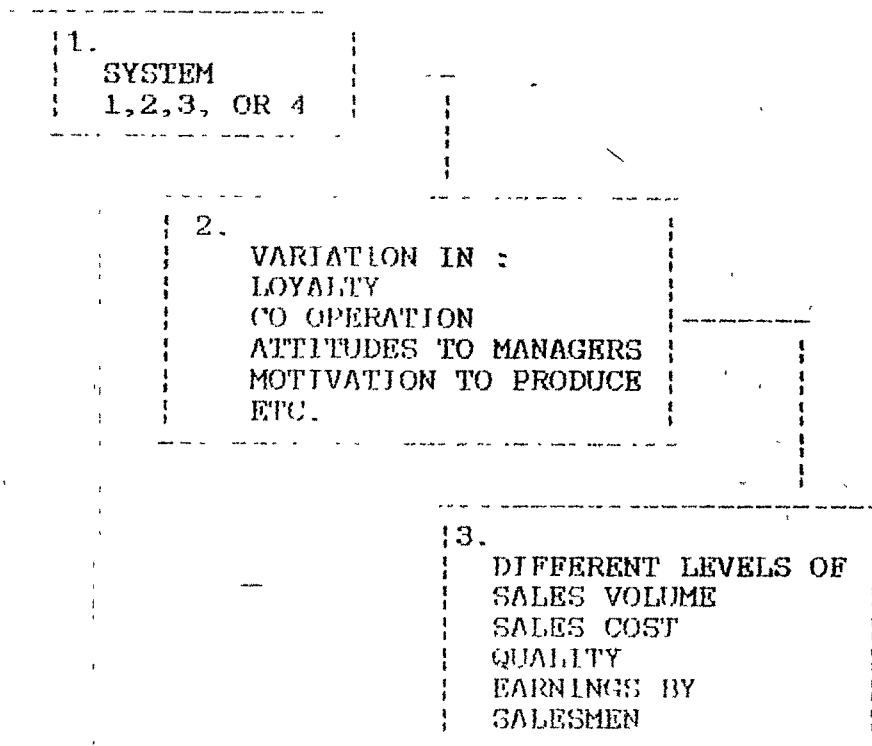 1.
SYSTEM
1,2,3, OR 4
2.
VARIATION IN :
LOYALTY
CO OPERATION
ATTITUDES TO MANAGERS
MOTIVATION TO PRODUCE
ETC.
3.
DIFFERENT LEVELS OF
SALES VOLUME
SALES COST
QUALITY
EARNINGS BY
SALESMEN